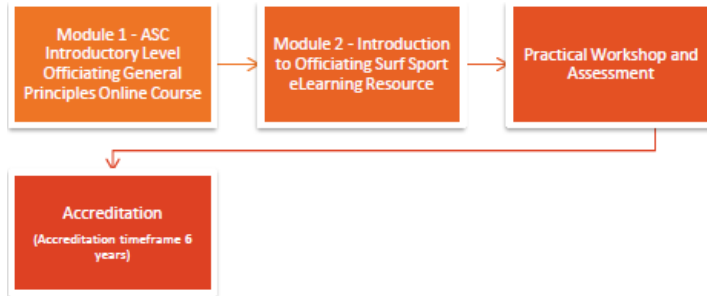 Module 1 - ASC
Introductory Level
Officiating General
Principles Online Course
Module 2 - Introduction
to Officiating Surf Sport
eLearning Resource
Practical Workshop and
Assessment
Accreditation
(Accreditation timeframe 6
years)